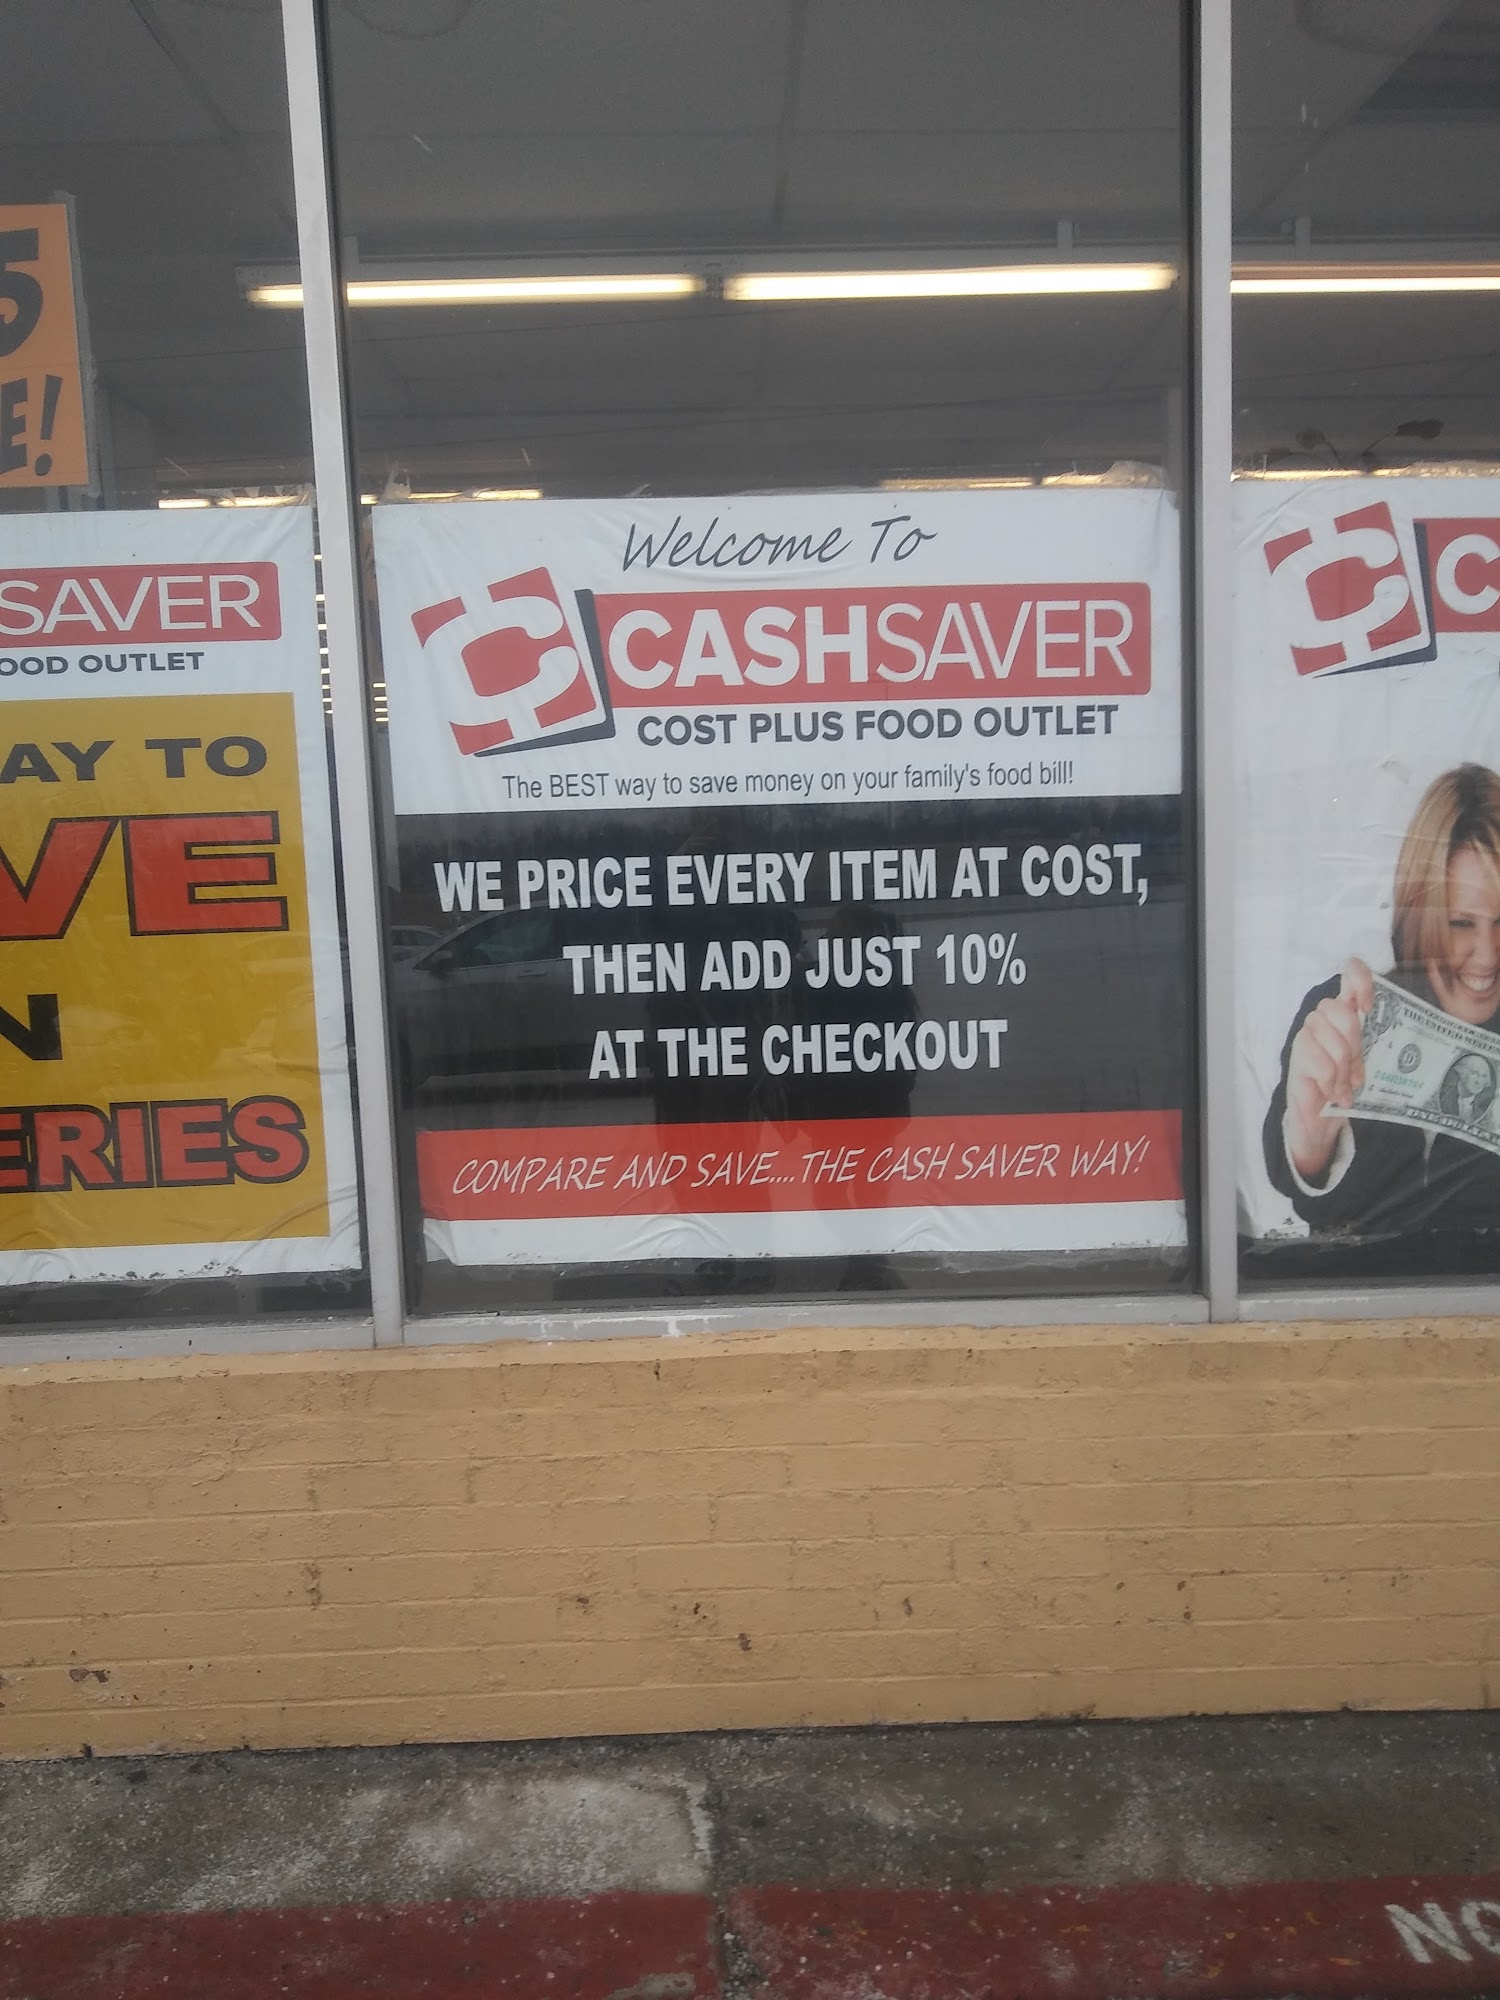 5
E!
SAVER
OOD OUTLET
AY TO
VE
N
ERIES
Welcome To
CASHSAVER
COST PLUS FOOD OUTLET
The BEST way to save money on your family's food bill!
WE PRICE EVERY ITEM AT COST,
THEN ADD JUST 10%
AT THE CHECKOUT
COMPARE AND SAVE....THE CASH SAVER WAY!
C
NO